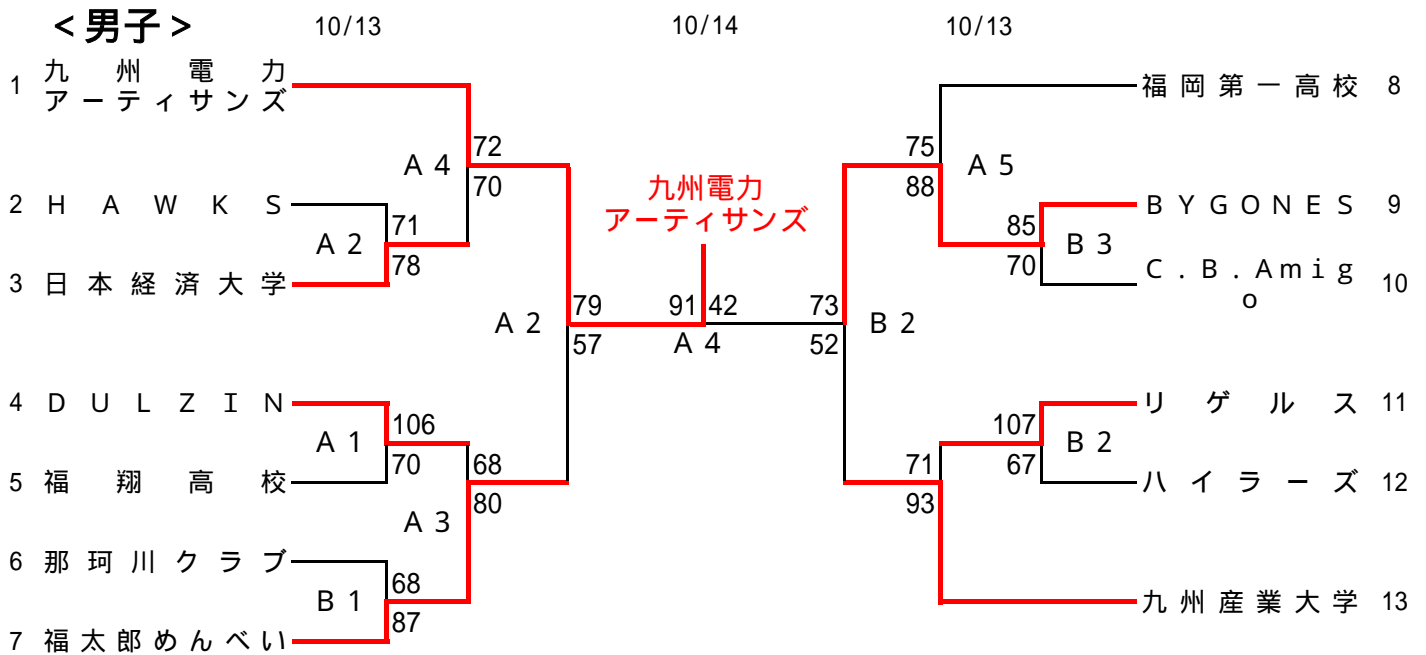 <男子> 10/13 10/14 10/13
1 九州電力
アーティサンズ
福岡第一高校 8
72 75
A4 A5
70 88
九州電力
アーティサンズ
2 HAWKS
BYGONES 9
71 85
A2 B3
78 70
3 日本経済大学
C.B.Amig
o 10
79 91 42 73
A2 B2
57 A4 52
4 DULZIN
リゲルス 11
106 107
A1 B2
70 67
68 71
5 福翔高校
ハイラーズ 12
80 93
A3
6 那珂川クラブ
68
B1
87
九州産業大学 13
7 福太郎めんべい